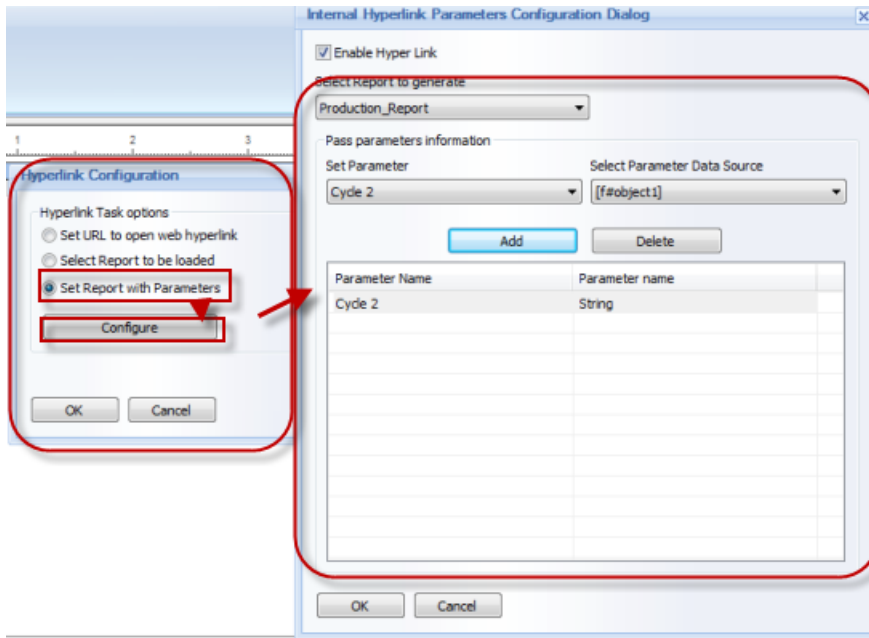 Internal Hyperlink Parameters Configuration Dialog
Enable Hyper Link
Select Report to generate
Production_Report
Pass parameters information
Set Parameter Select Parameter Data Source
Cycle 2 [f#object1]
Add Delete
Parameter Name Parameter name
Cycle 2 String
OK Cancel
1 2 3
Hyperlink Configuration
Hyperlink Task options
Set URL to open web hyperlink
Select Report to be loaded
Set Report with Parameters
Configure
OK Cancel